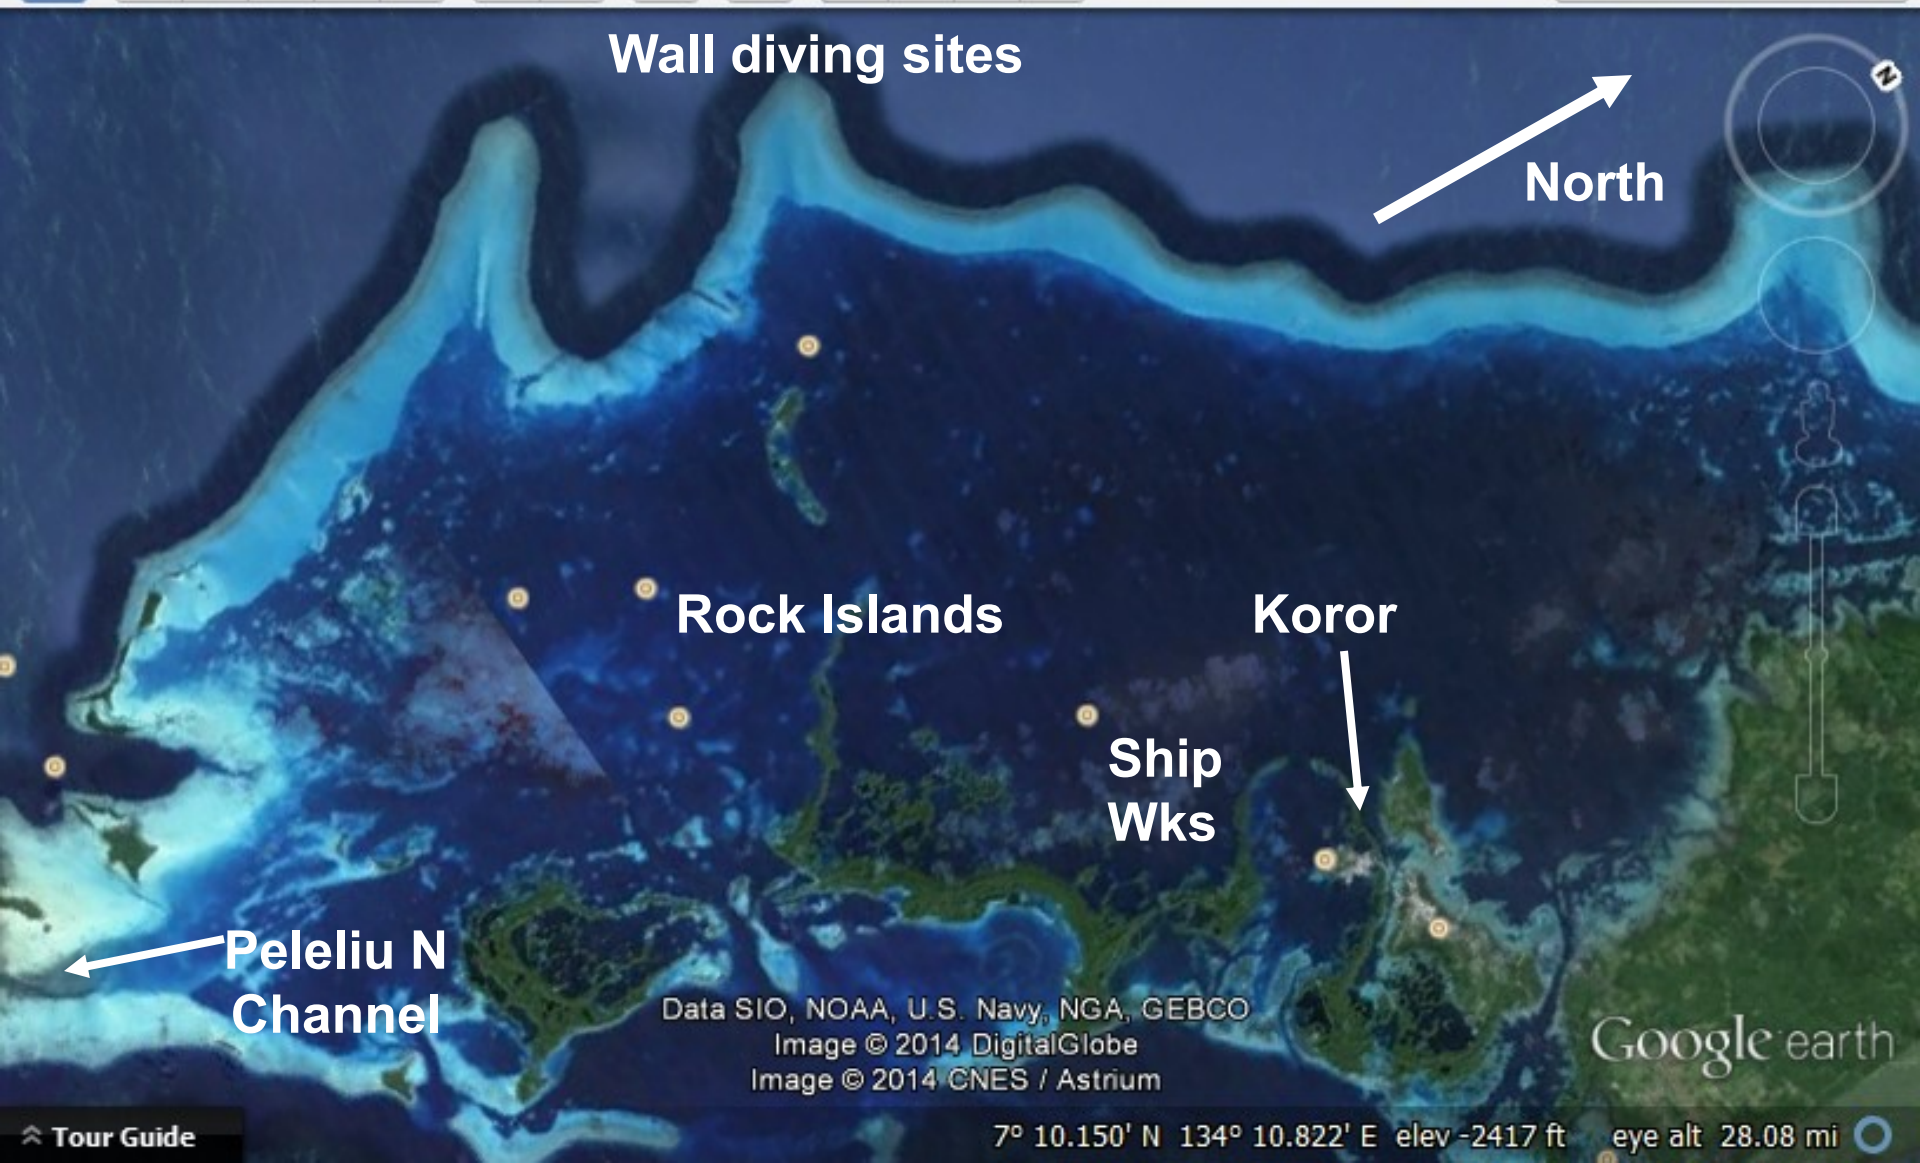 Wall diving sites
N
North
Rock Islands
Koror
Ship
Wks
Peleliu N
Channel
Data SIO, NOAA, U.S. Navy, NGA, GEBCO
Image © 2014 DigitalGlobe
Image © 2014 CNES / Astrium
Google earth
Tour Guide
7° 10.150' N 134° 10.822' E elev -2417 ft eye alt 28.08 mi